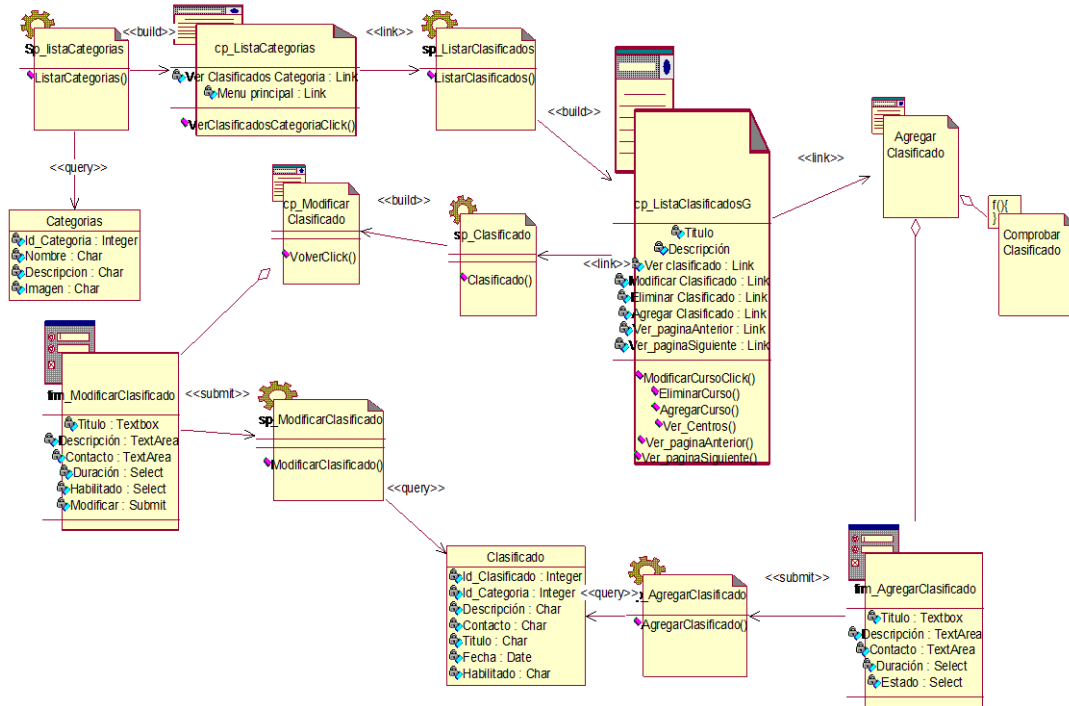 <<build>>
<<link>>
Sp_listaCategorias
ListarCategorias()
cp_ListaCategorias
Ver Clasificados Categoria : Link
Menu principal : Link
VerClasificadosCategoriaClick()
sp_ListarClasificados
ListarClasificados()
<<build>>
<<link>>
Agregar
Clasificado
f(){
}
Comprobar
Clasificado
<<query>>
Categorias
Id_Categoria : Integer
Nombre : Char
Descripcion : Char
Imagen : Char
cp_Modificar
Clasificado
VolverClick()
<<build>>
sp_Clasificado
Clasificado()
<<link>>
cp_ListaClasificadosG
Titulo
Descripción
Ver clasificado : Link
Modificar Clasificado : Link
Eliminar Clasificado : Link
Agregar Clasificado : Link
Ver_paginaAnterior : Link
Ver_paginaSiguiente : Link
ModificarCursoClick()
EliminarCurso()
AgregarCurso()
Ver_Centros()
Ver_paginaAnterior()
Ver_paginaSiguiente()
frm_ModificarClasificado
Titulo : Textbox
Descripción : TextArea
Contacto : TextArea
Duración : Select
Habilitado : Select
Modificar : Submit
<<submit>>
sp_ModificarClasificado
ModificarClasificado()
<<query>>
Clasificado
Id_Clasificado : Integer
Id_Categoria : Integer
Descripción : Char
Contacto : Char
Titulo : Char
Fecha : Date
Habilitado : Char
<<query>>
p_AgregarClasificado
AgregarClasificado()
<<submit>>
frm_AgregarClasificado
Titulo : Textbox
Descripción : TextArea
Contacto : TextArea
Duración : Select
Estado : Select